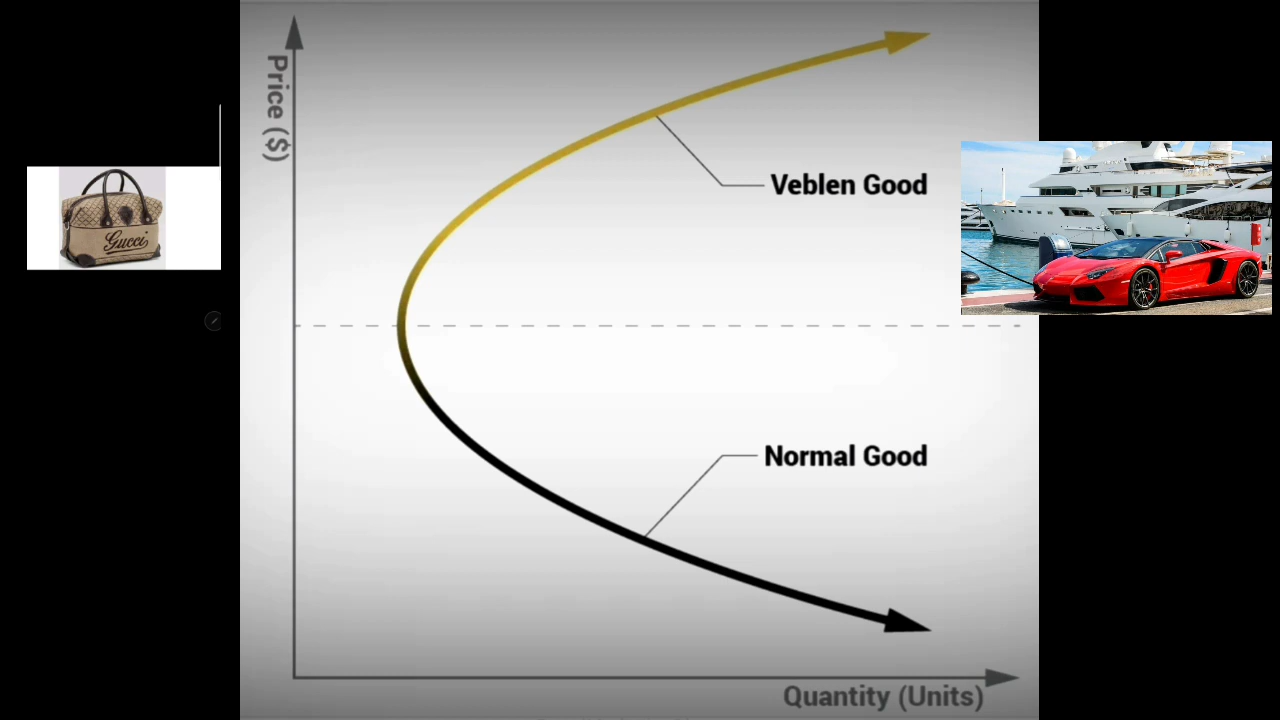 Price ($)
Veblen Good
Gucci
Normal Good
Quantity (Units)